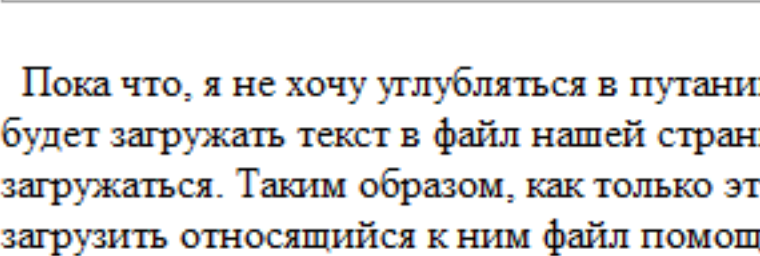 Пока что, я не хочу углубляться в путани
будет загружать текст в файл нашей стран
загружаться. Таким образом, как только эт
загрузить относящийся к ним файл помощ